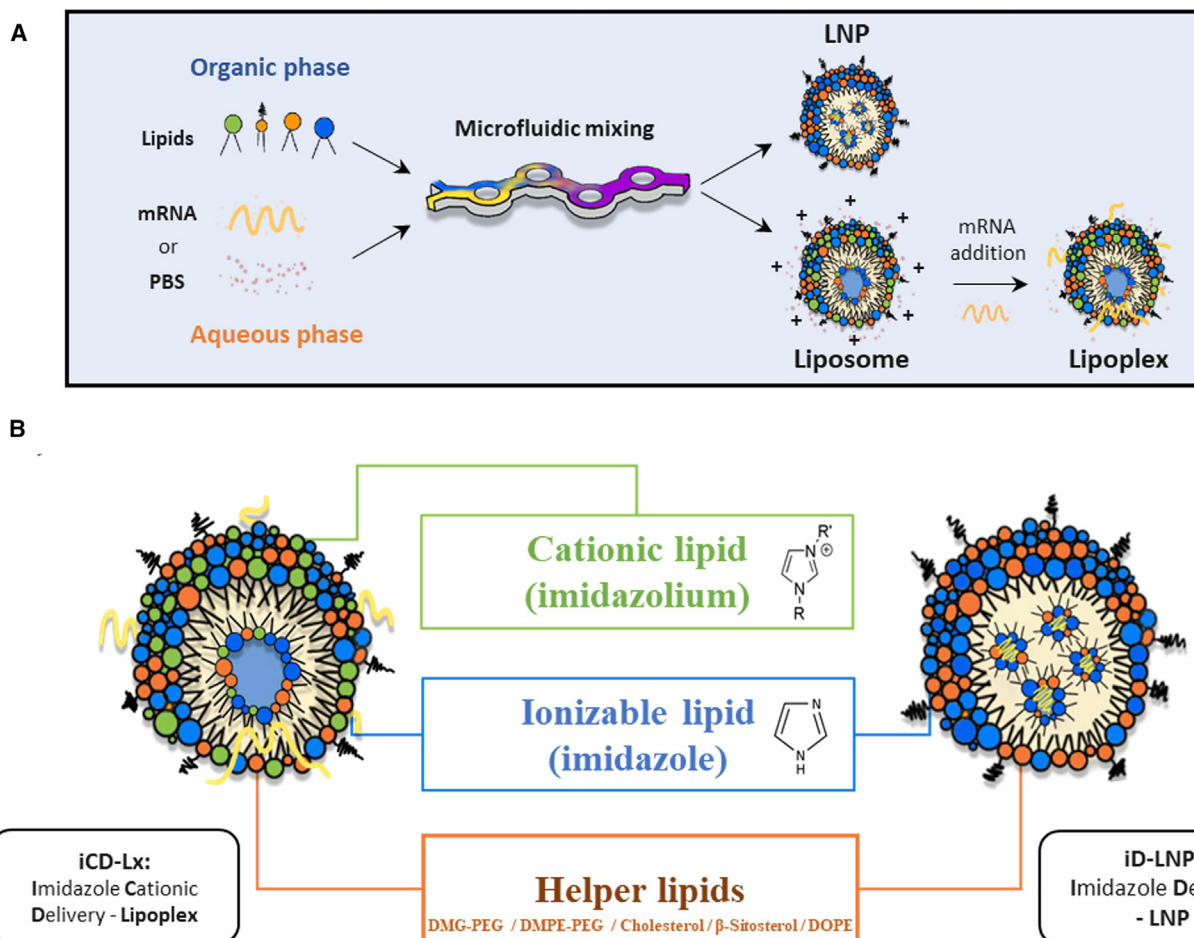 A
Organic phase
Lipids
mRNA
or
PBS
Aqueous phase
Microfluidic mixing
LNP
+ + + + + + + +
Liposome
mRNA
addition
Lipoplex
B
Cationic lipid
(imidazolium)
R'
N
⊕
N
R
Ionizable lipid
(imidazole)
N
N
H
Helper lipids
DMG-PEG / DMPE-PEG / Cholesterol / β-Sitosterol / DOPE
iCD-Lx:
Imidazole Cationic
Delivery - Lipoplex
iD-LNP
Imidazole De
- LNP